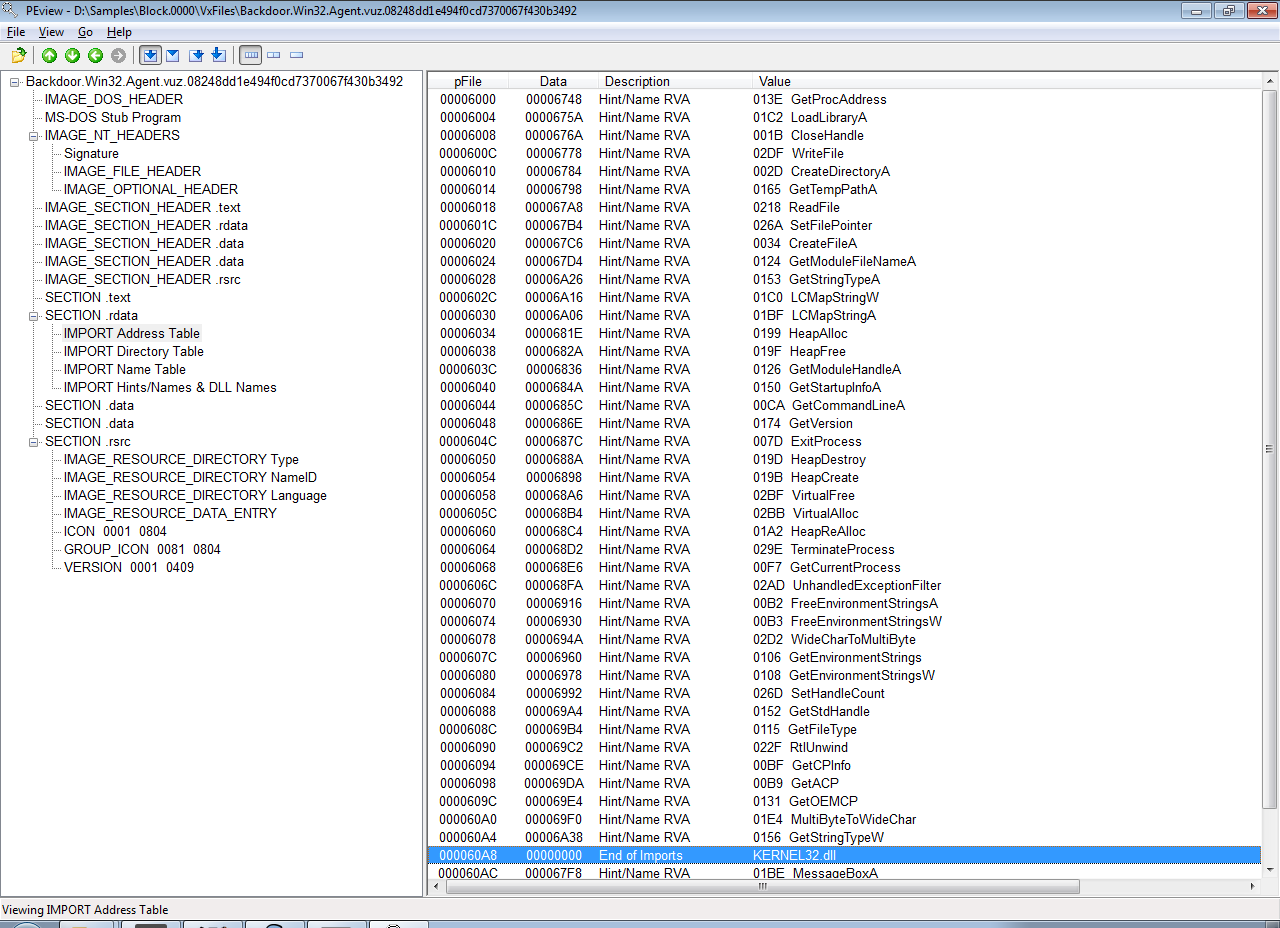 PEview - D:\Samples\Block.0000\VxFiles\Backdoor.Win32.Agent.vuz.08248dd1e494f0cd7370067f430b3492
File View Go Help
Backdoor.Win32.Agent.vuz.08248dd1e494f0cd7370067f430b3492
IMAGE_DOS_HEADER
MS-DOS Stub Program
IMAGE_NT_HEADERS
Signature
IMAGE_FILE_HEADER
IMAGE_OPTIONAL_HEADER
IMAGE_SECTION_HEADER .text
IMAGE_SECTION_HEADER .rdata
IMAGE_SECTION_HEADER .data
IMAGE_SECTION_HEADER .data
IMAGE_SECTION_HEADER .rsrc
SECTION .text
SECTION .rdata
IMPORT Address Table
IMPORT Directory Table
IMPORT Name Table
IMPORT Hints/Names & DLL Names
SECTION .data
SECTION .data
SECTION .rsrc
IMAGE_RESOURCE_DIRECTORY Type
IMAGE_RESOURCE_DIRECTORY NameID
IMAGE_RESOURCE_DIRECTORY Language
IMAGE_RESOURCE_DATA_ENTRY
ICON 0001 0804
GROUP_ICON 0081 0804
VERSION 0001 0409
pFile Data Description Value
00006000 00006748 Hint/Name RVA 013E GetProcAddress
00006004 0000675A Hint/Name RVA 01C2 LoadLibraryA
00006008 0000676A Hint/Name RVA 001B CloseHandle
0000600C 00006778 Hint/Name RVA 02DF WriteFile
00006010 00006784 Hint/Name RVA 002D CreateDirectoryA
00006014 00006798 Hint/Name RVA 0165 GetTempPathA
00006018 000067A8 Hint/Name RVA 0218 ReadFile
0000601C 000067B4 Hint/Name RVA 026A SetFilePointer
00006020 000067C6 Hint/Name RVA 0034 CreateFileA
00006024 000067D4 Hint/Name RVA 0124 GetModuleFileNameA
00006028 00006A26 Hint/Name RVA 0153 GetStringTypeA
0000602C 00006A16 Hint/Name RVA 01C0 LCMapStringW
00006030 00006A06 Hint/Name RVA 01BF LCMapStringA
00006034 0000681E Hint/Name RVA 0199 HeapAlloc
00006038 0000682A Hint/Name RVA 019F HeapFree
0000603C 00006836 Hint/Name RVA 0126 GetModuleHandleA
00006040 0000684A Hint/Name RVA 0150 GetStartupInfoA
00006044 0000685C Hint/Name RVA 00CA GetCommandLineA
00006048 0000686E Hint/Name RVA 0174 GetVersion
0000604C 0000687C Hint/Name RVA 007D ExitProcess
00006050 0000688A Hint/Name RVA 019D HeapDestroy
00006054 00006898 Hint/Name RVA 019B HeapCreate
00006058 000068A6 Hint/Name RVA 02BF VirtualFree
0000605C 000068B4 Hint/Name RVA 02BB VirtualAlloc
00006060 000068C4 Hint/Name RVA 01A2 HeapReAlloc
00006064 000068D2 Hint/Name RVA 029E TerminateProcess
00006068 000068E6 Hint/Name RVA 00F7 GetCurrentProcess
0000606C 000068FA Hint/Name RVA 02AD UnhandledExceptionFilter
00006070 00006916 Hint/Name RVA 00B2 FreeEnvironmentStringsA
00006074 00006930 Hint/Name RVA 00B3 FreeEnvironmentStringsW
00006078 0000694A Hint/Name RVA 02D2 WideCharToMultiByte
0000607C 00006960 Hint/Name RVA 0106 GetEnvironmentStrings
00006080 00006978 Hint/Name RVA 0108 GetEnvironmentStringsW
00006084 00006992 Hint/Name RVA 026D SetHandleCount
00006088 000069A4 Hint/Name RVA 0152 GetStdHandle
0000608C 000069B4 Hint/Name RVA 0115 GetFileType
00006090 000069C2 Hint/Name RVA 022F RtlUnwind
00006094 000069CE Hint/Name RVA 00BF GetCPInfo
00006098 000069DA Hint/Name RVA 00B9 GetACP
0000609C 000069E4 Hint/Name RVA 0131 GetOEMCP
000060A0 000069F0 Hint/Name RVA 01E4 MultiByteToWideChar
000060A4 00006A38 Hint/Name RVA 0156 GetStringTypeW
000060A8 00000000 End of Imports KERNEL32.dll
000060AC 000067F8 Hint/Name RVA 01BE MessageBoxA
Viewing IMPORT Address Table